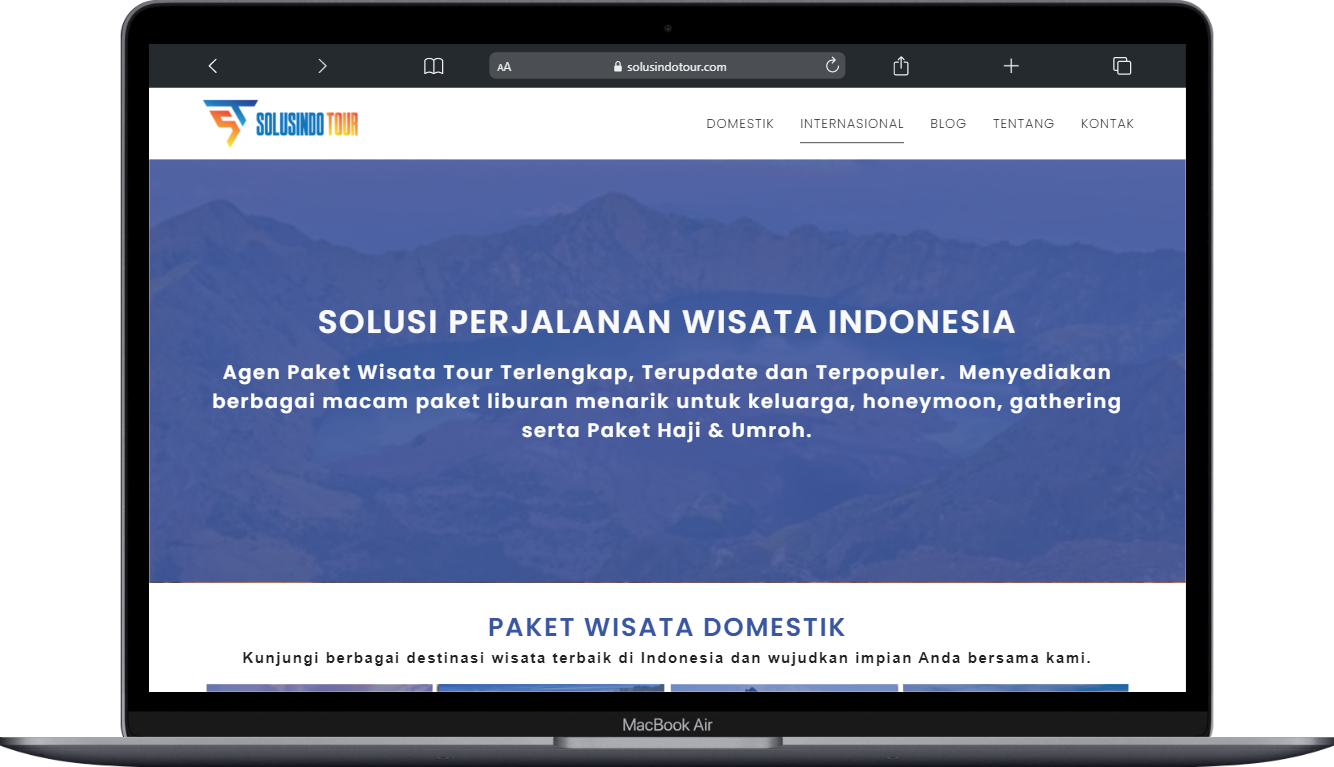 AA
solusindotour.com
SOLUSINDO TOUR
DOMESTIK INTERNASIONAL BLOG TENTANG KONTAK
SOLUSI PERJALANAN WISATA INDONESIA
Agen Paket Wisata Tour Terlengkap, Terupdate dan Terpopuler. Menyediakan
berbagai macam paket liburan menarik untuk keluarga, honeymoon, gathering
serta Paket Haji & Umroh.
PAKET WISATA DOMESTIK
Kunjungi berbagai destinasi wisata terbaik di Indonesia dan wujudkan impian Anda bersama kami.
MacBook Air